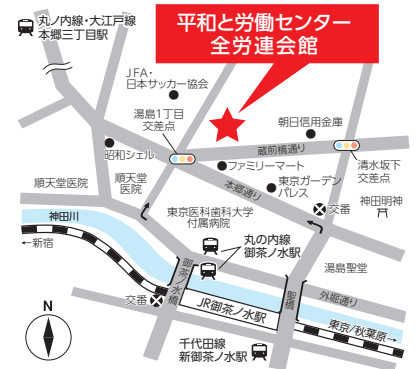 丸ノ内線・大江戸線
本郷三丁目駅
平和と労働センター
全労連会館
JFA・
日本サッカー協会
湯島1丁目
交差点
朝日信用金庫
蔵前橋通り
昭和シェル
ファミリーマート
清水坂下
交差点
順天堂医院
順天堂
医院
本郷通り
東京ガーデン
パレス
神田明神
交番
東京医科歯科大学
付属病院
神田川
←新宿
丸の内線
御茶ノ水駅
湯島聖堂
御茶ノ水橋
聖橋
外堀通り
交番
JR御茶ノ水駅
東京/秋葉原→
N
千代田線
新御茶ノ水駅